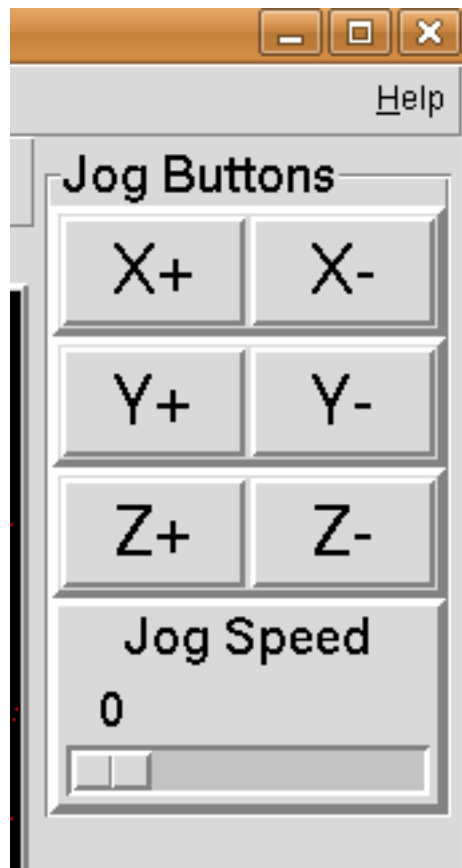 Help
Jog Buttons
X+ X-
Y+ Y-
Z+ Z-
Jog Speed
0